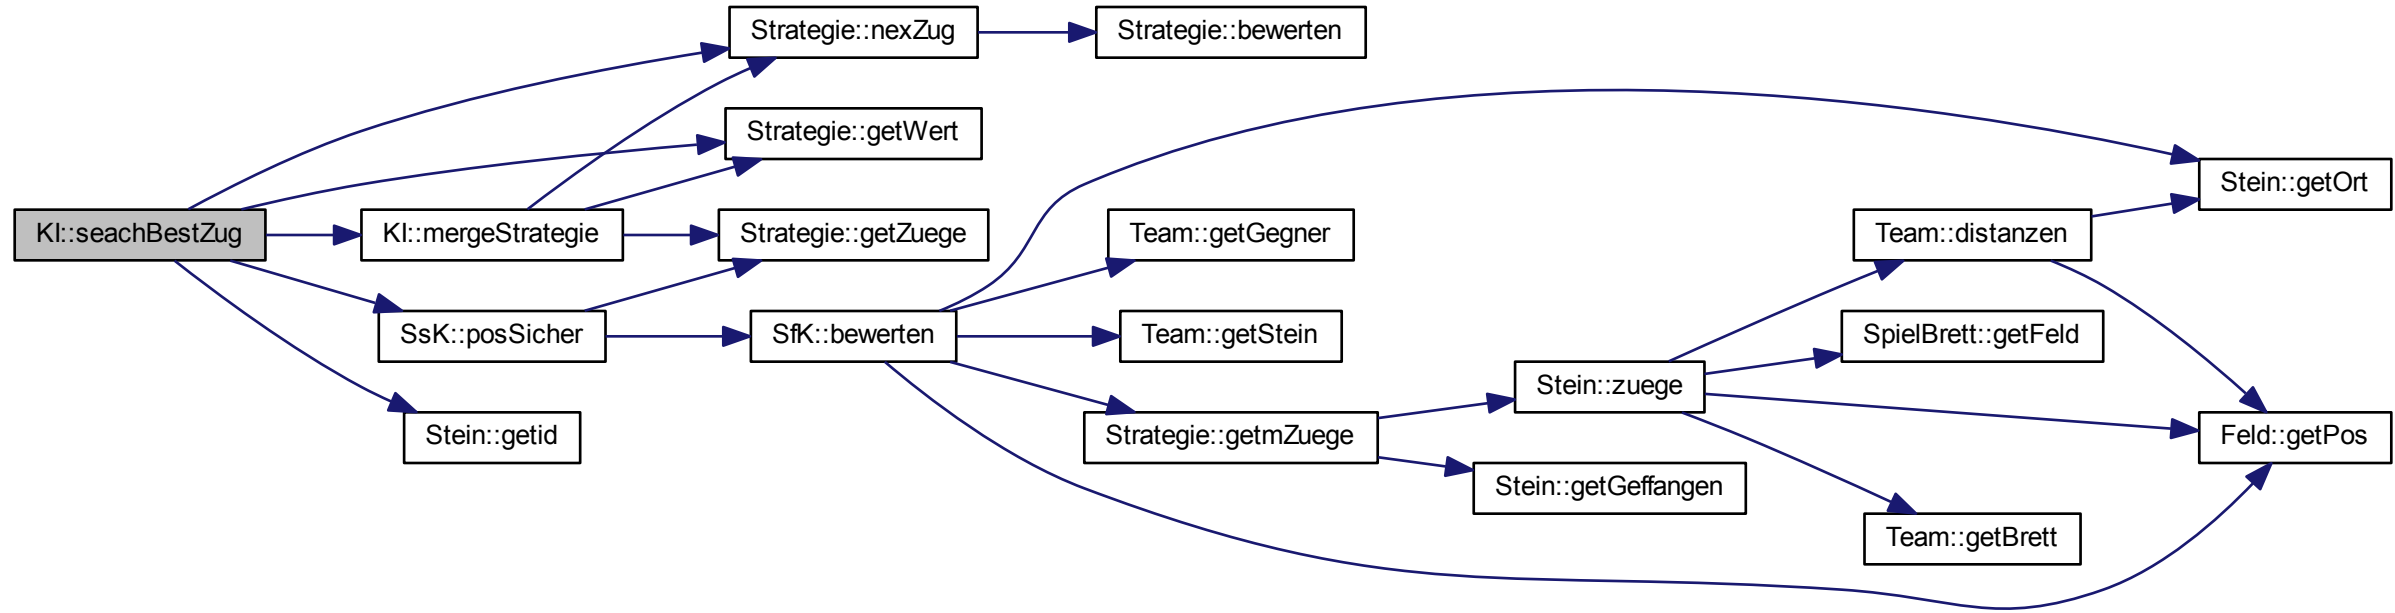 Strategie::nexZug
Strategie::bewerten
Strategie::getWert
Stein::getOrt
KI::seachBestZug
KI::mergeStrategie
Strategie::getZuege
Team::getGegner
Team::distanzen
SsK::posSicher
SfK::bewerten
Team::getStein
SpielBrett::getFeld
Stein::zuege
Stein::getid
Strategie::getmZuege
Feld::getPos
Stein::getGeffangen
Team::getBrett